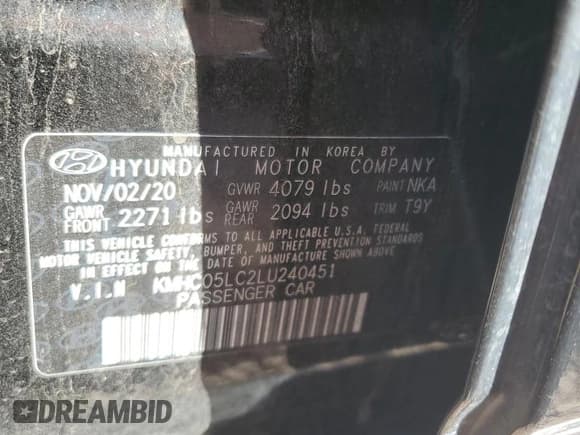 MANUFACTURED IN KOREA BY
HYUNDAI MOTOR COMPANY
NOV/02/20 GVWR 4079 lbs PAINT NKA
GAWR FRONT 2271 lbs GAWR REAR 2094 lbs TRIM T9Y
THIS VEHICLE CONFORMS TO ALL APPLICABLE U.S.A. FEDERAL
MOTOR VEHICLE SAFETY, BUMPER, AND THEFT PREVENTION STANDARDS
IN EFFECT ON THE DATE OF MANUFACTURE SHOWN ABOVE
V.I.N KMHC05LC2LU240451
PASSENGER CAR
DREAMBID